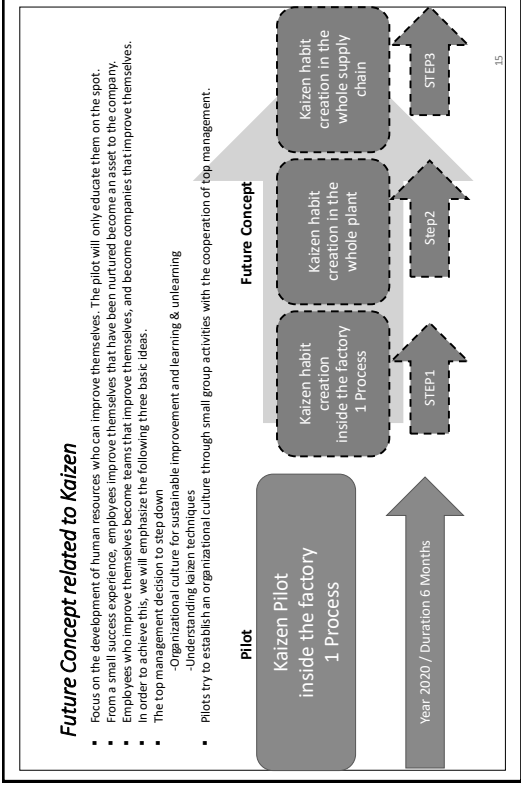 Future Concept related to Kaizen
▪ Focus on the development of human resources who can improve themselves. The pilot will only educate them on the spot.
▪ From a small success experience, employees improve themselves that have been nurtured become an asset to the company.
▪ Employees who improve themselves become teams that improve themselves, and become companies that improve themselves.
▪ In order to achieve this, we will emphasize the following three basic ideas.
▪ The top management decision to step down
-Organizational culture for sustainable improvement and learning & unlearning
-Understanding kaizen techniques
▪ Pilots try to establish an organizational culture through small group activities with the cooperation of top management.
Pilot
Kaizen Pilot
inside the factory
1 Process
Year 2020 / Duration 6 Months
Future Concept
Kaizen habit
creation
inside the factory
1 Process
STEP1
Kaizen habit
creation in the
whole plant
Step2
Kaizen habit
creation in the
whole supply
chain
STEP3
15